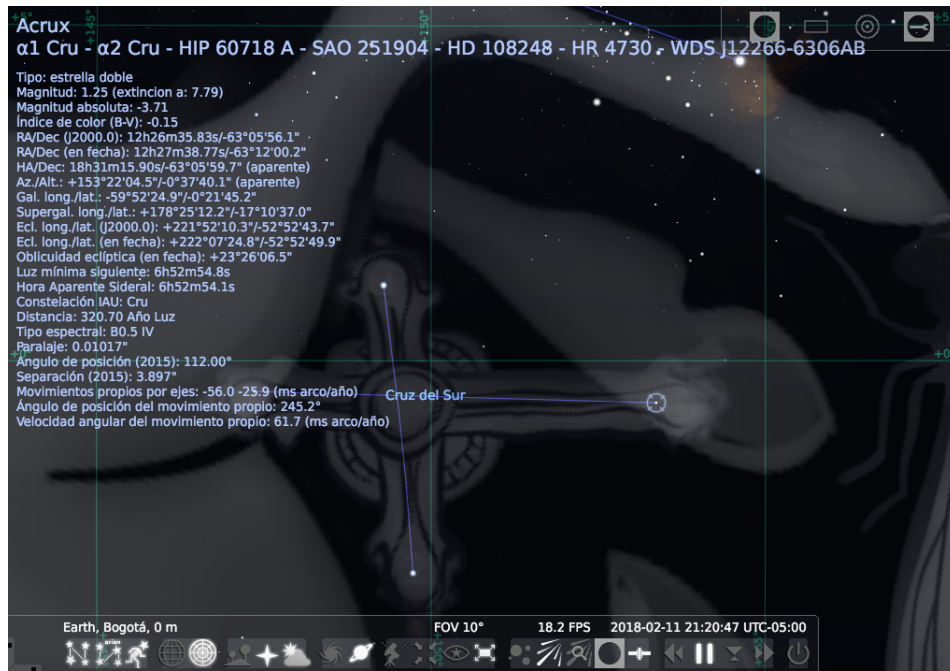 Acrux
α1 Cru - α2 Cru - HIP 60718 A - SAO 251904 - HD 108248 - HR 4730 - WDS J12266-6306AB
Tipo: estrella doble
Magnitud: 1.25 (extincion a: 7.79)
Magnitud absoluta: -3.71
Índice de color (B-V): -0.15
RA/Dec (J2000.0): 12h26m35.83s/-63°05'56.1"
RA/Dec (en fecha): 12h27m38.77s/-63°12'00.2"
HA/Dec: 18h31m15.90s/-63°05'59.7" (aparente)
Az./Alt.: +153°22'04.5"/-0°37'40.1" (aparente)
Gal. long./lat.: -59°52'24.9"/-0°21'45.2"
Supergal. long./lat.: +178°25'12.2"/-17°10'37.0"
Ecl. long./lat. (J2000.0): +221°52'10.3"/-52°52'43.7"
Ecl. long./lat. (en fecha): +222°07'24.8"/-52°52'49.9"
Oblicuidad eclíptica (en fecha): +23°26'06.5"
Luz mínima siguiente: 6h52m54.8s
Hora Aparente Sideral: 6h52m54.1s
Constelación IAU: Cru
Distancia: 320.70 Año Luz
Tipo espectral: B0.5 IV
Paralaje: 0.01017"
Ángulo de posición (2015): 112.00°
Separación (2015): 3.897"
Movimientos propios por ejes: -56.0 -25.9 (ms arco/año)
Ángulo de posición del movimiento propio: 245.2°
Velocidad angular del movimiento propio: 61.7 (ms arco/año)
+145°
+150°
+0°
+0
Cruz del Sur
Earth, Bogotá, 0 m FOV 10° 18.2 FPS 2018-02-11 21:20:47 UTC-05:00